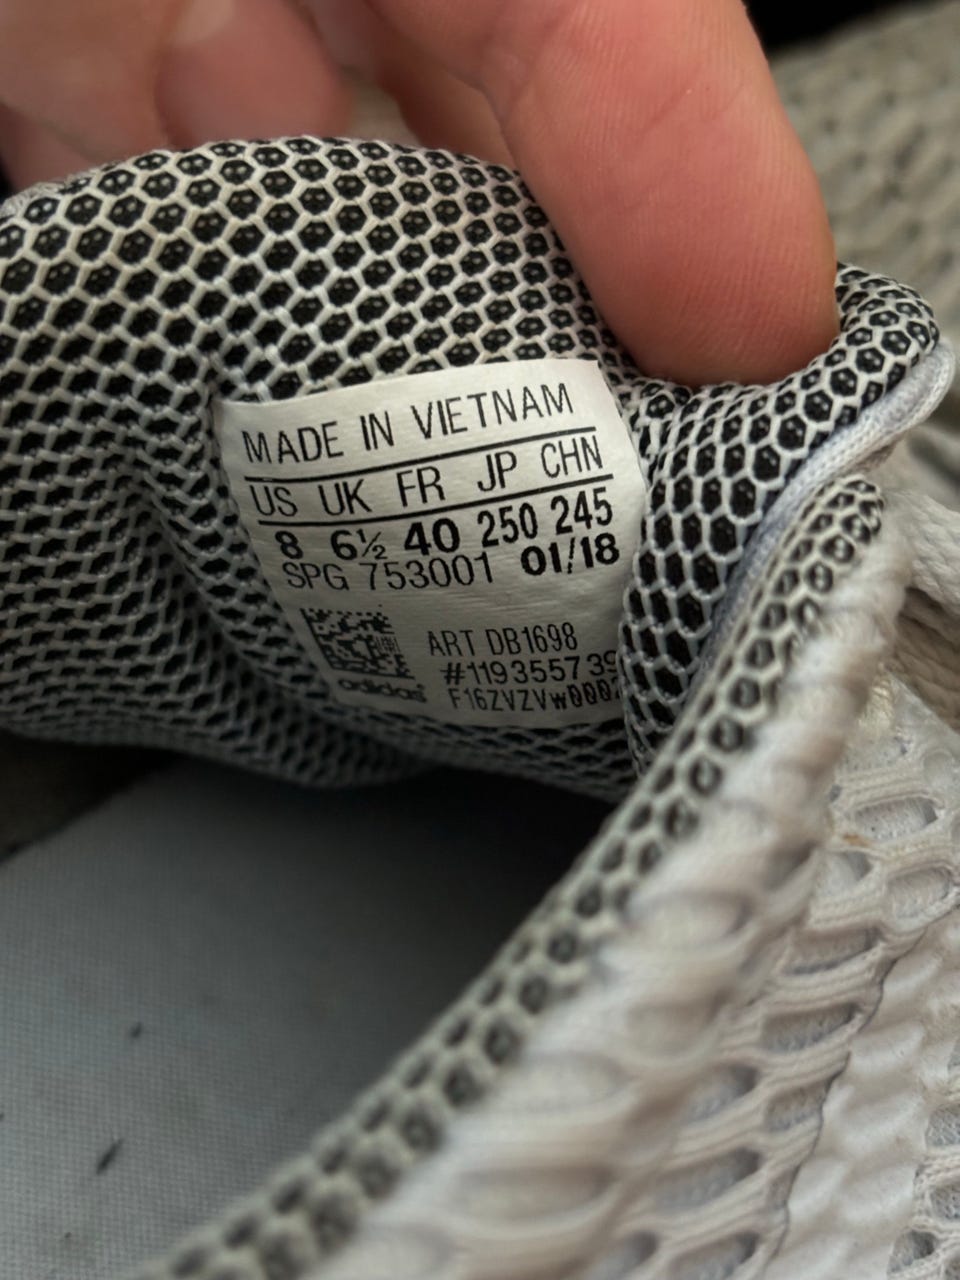 MADE IN VIETNAM
US UK FR JP CHN
8 6½ 40 250 245
SPG 753001 01/18
ART DB1698
#119355739
adidas